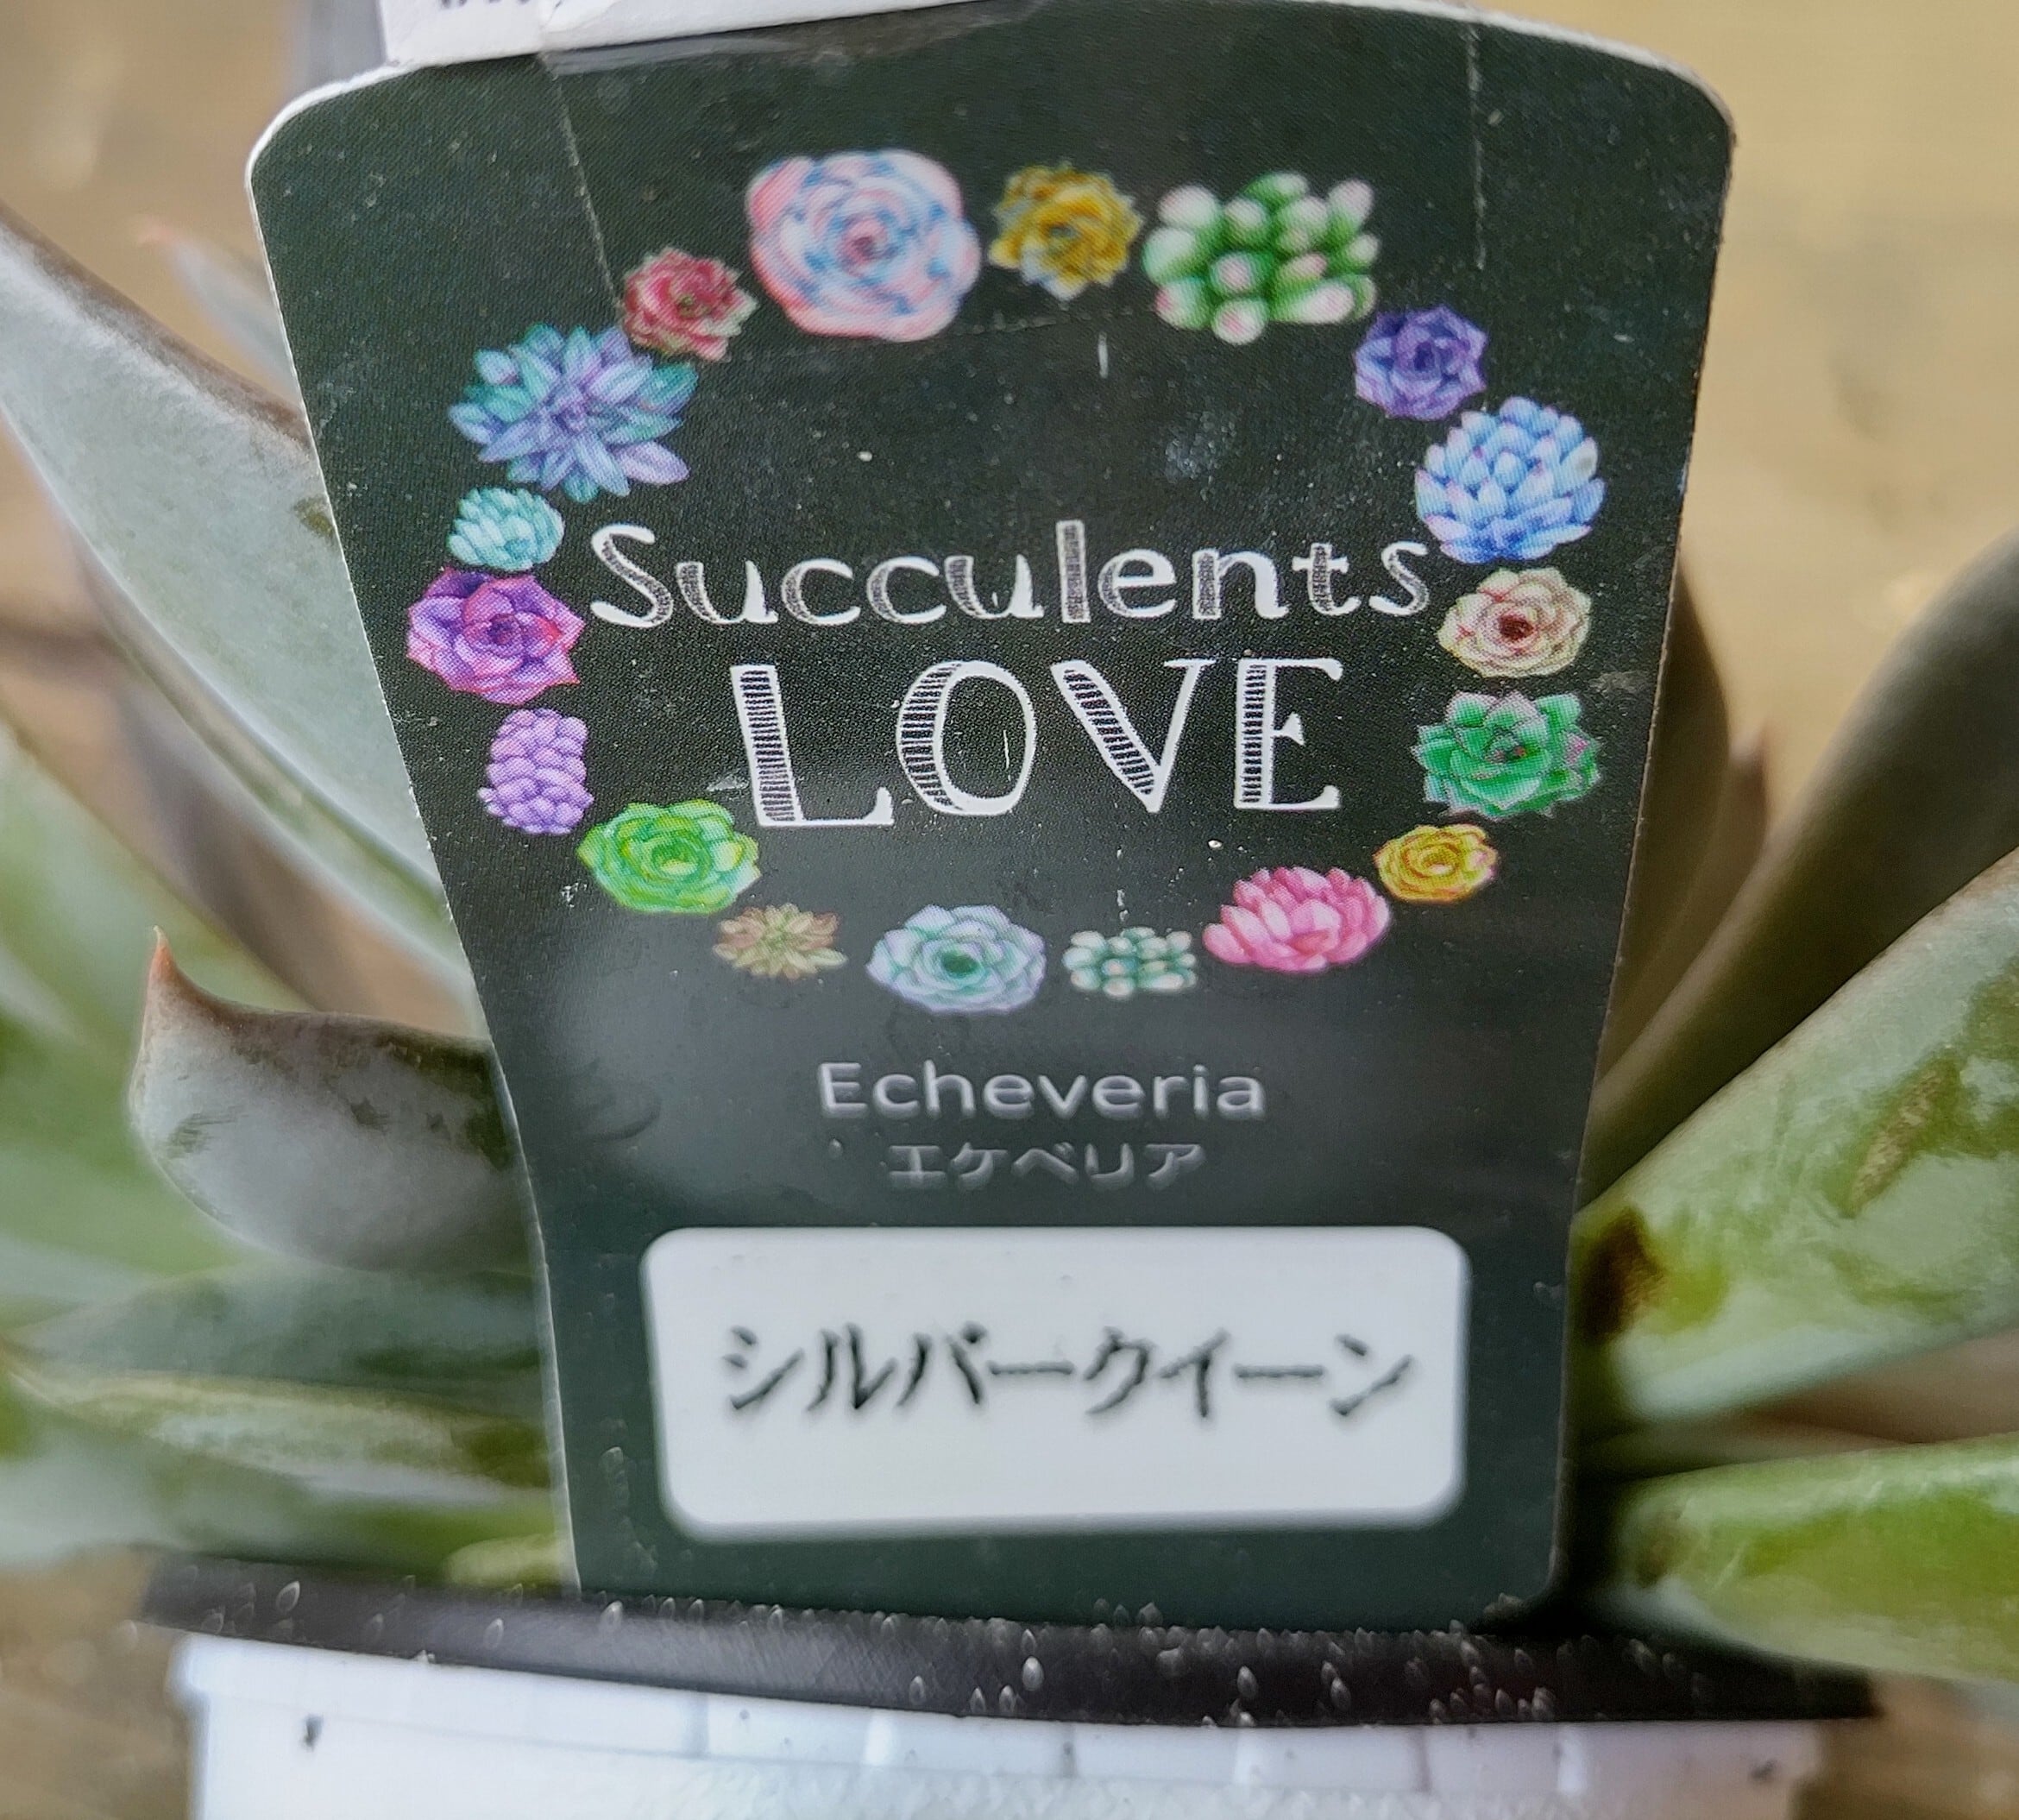 Succulents
LOVE
Echeveria
エケベリア
シルバークイーン